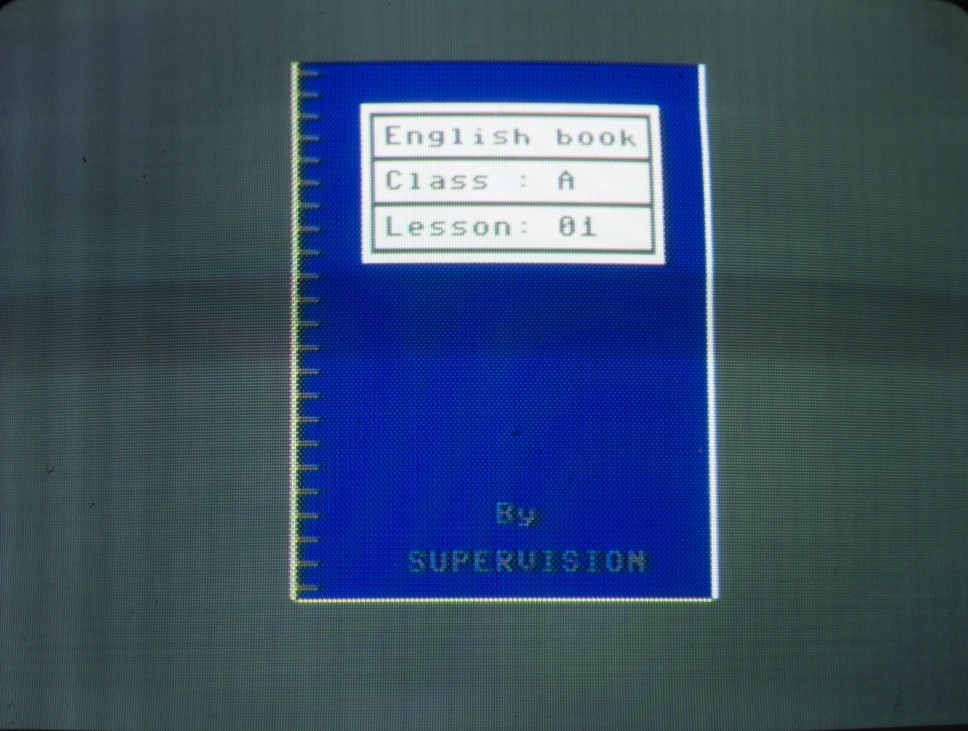 English book
Class : A
Lesson: 01
By
SUPERVISION